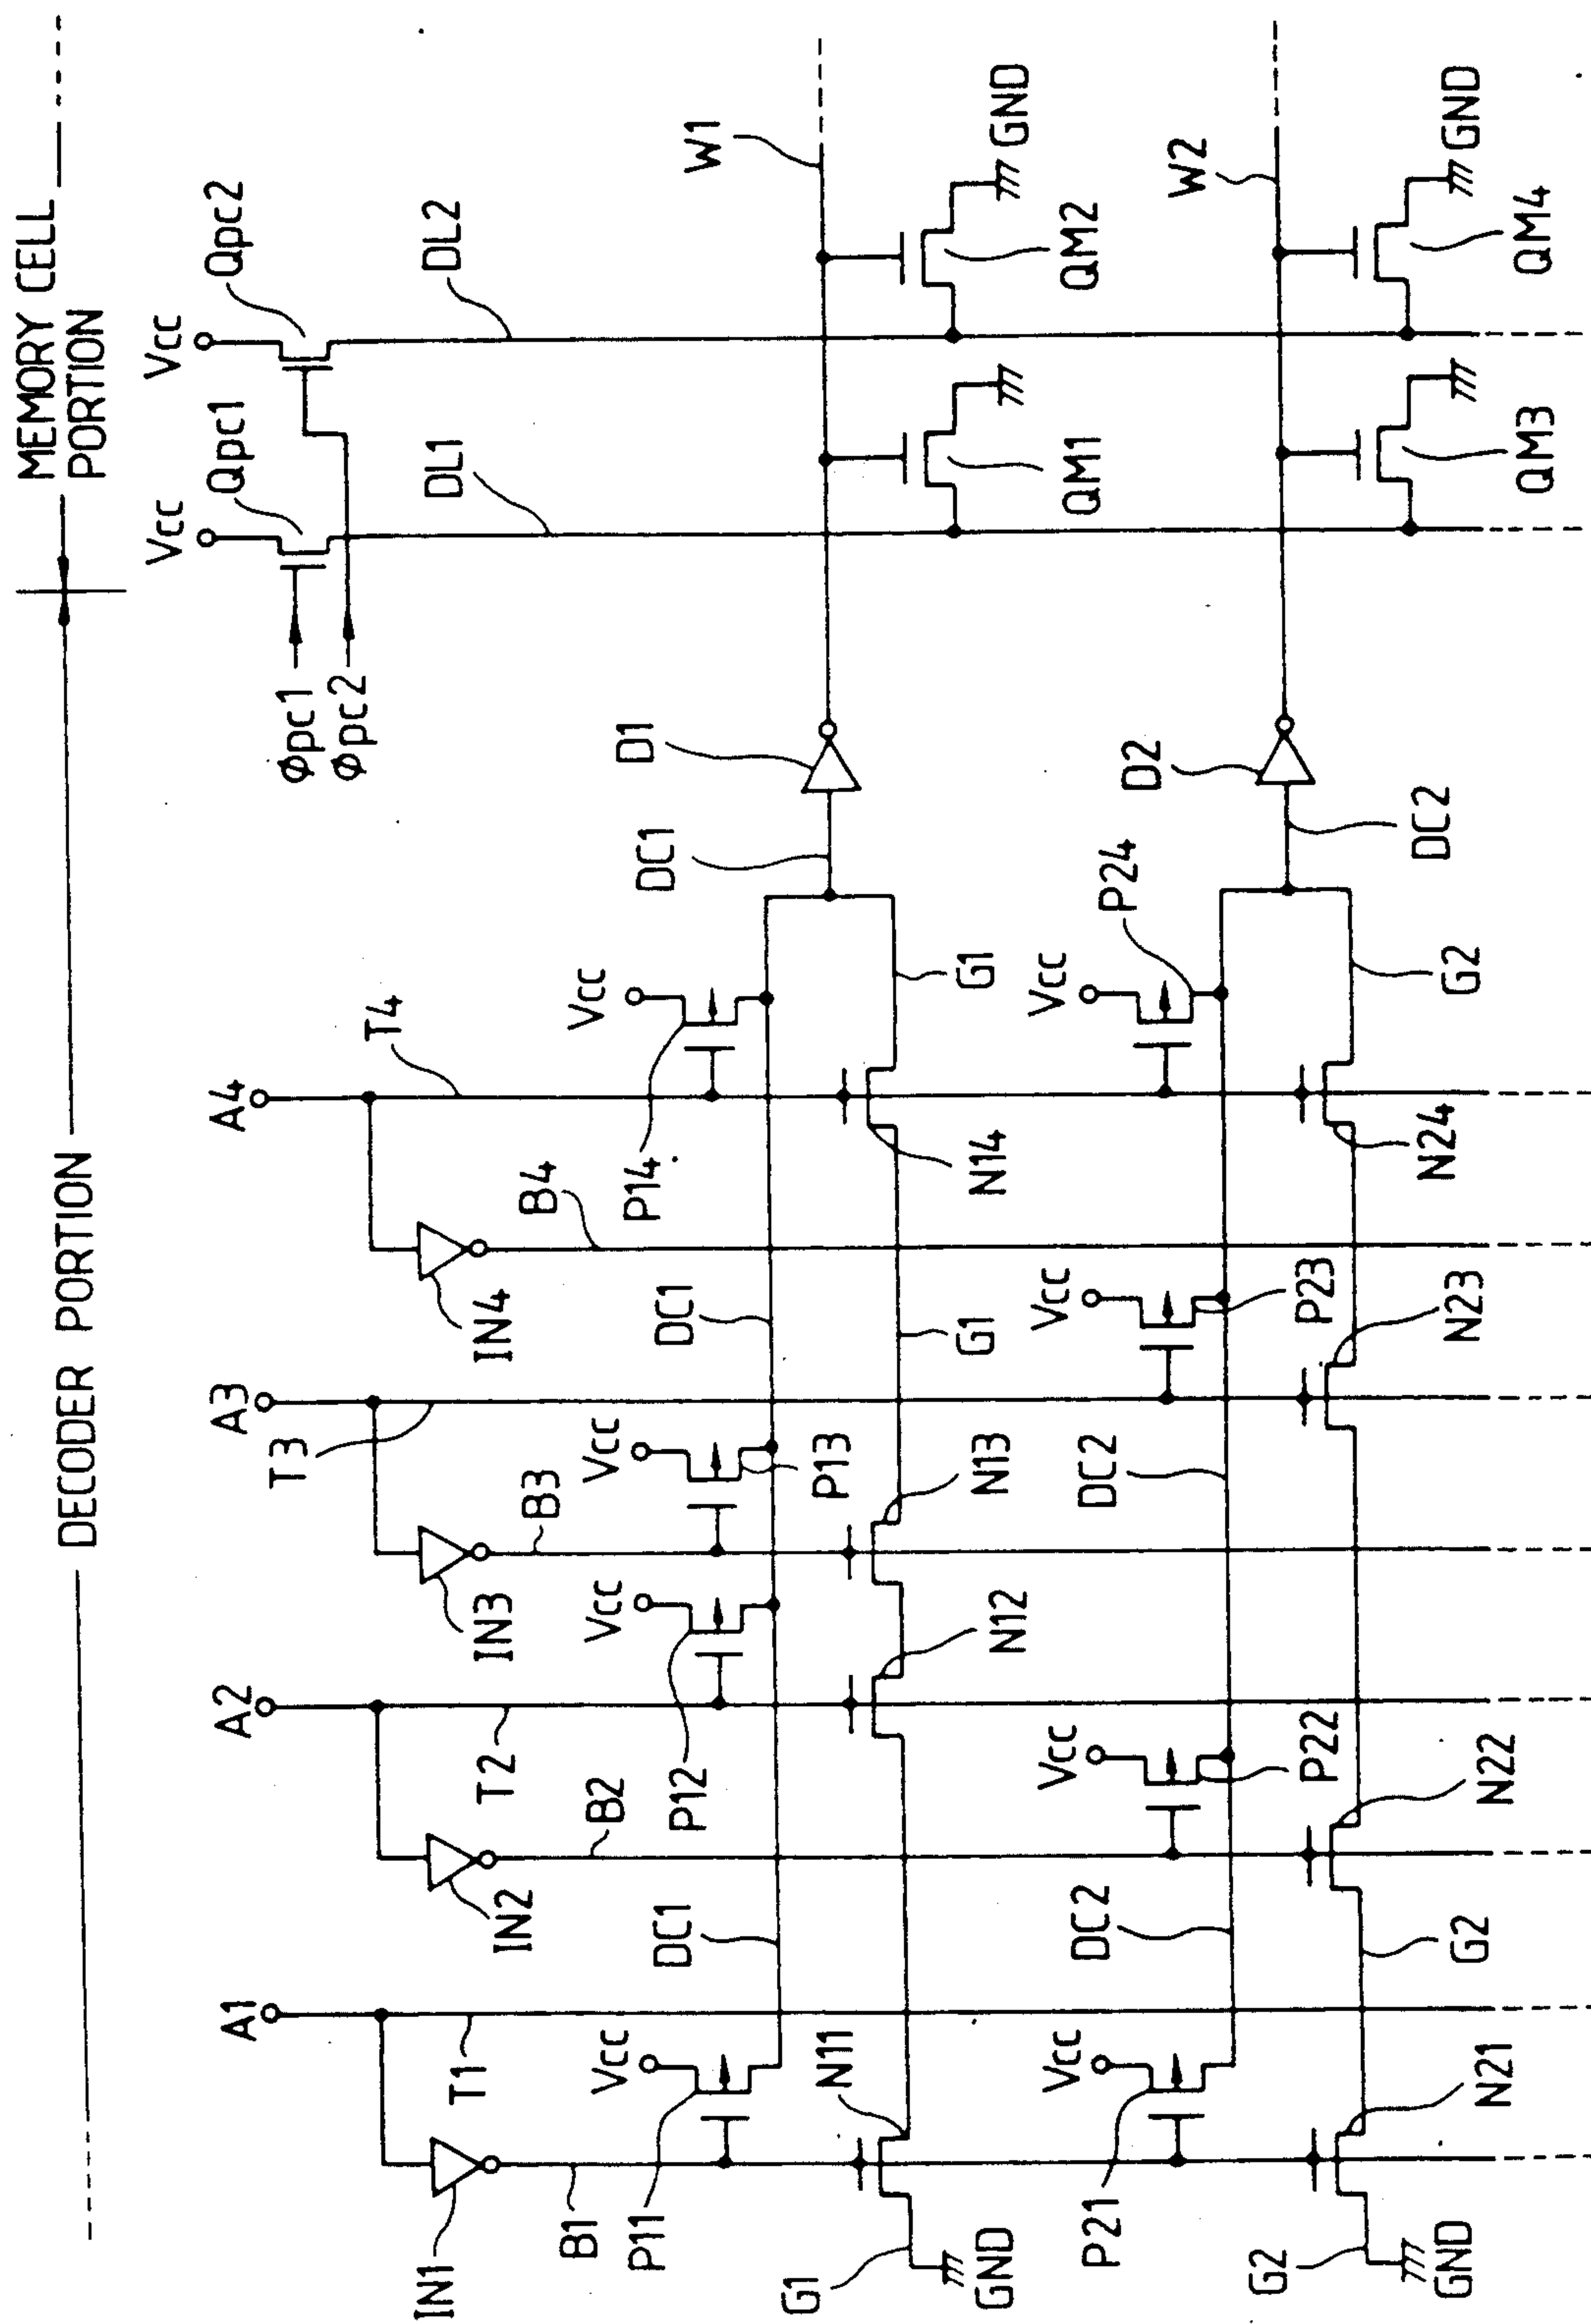 DECODER PORTION
MEMORY CELL
PORTION
A1
A2
A3
A4
Vcc
Vcc
Φpc1
Φpc2
Qpc1
Qpc2
IN1
T1
IN2
T2
IN3
T3
IN4
T4
B1
B2
B3
B4
DL1
DL2
Vcc
Vcc
Vcc
Vcc
P11
DC1
P12
P13
DC1
P14
DC1
D1
W1
G1
GND
N11
N12
N13
G1
N14
G1
QM1
QM2
GND
Vcc
Vcc
Vcc
Vcc
P21
DC2
P22
DC2
P23
P24
D2
W2
DC2
G2
GND
N21
G2
N22
N23
N24
G2
QM3
QM4
GND